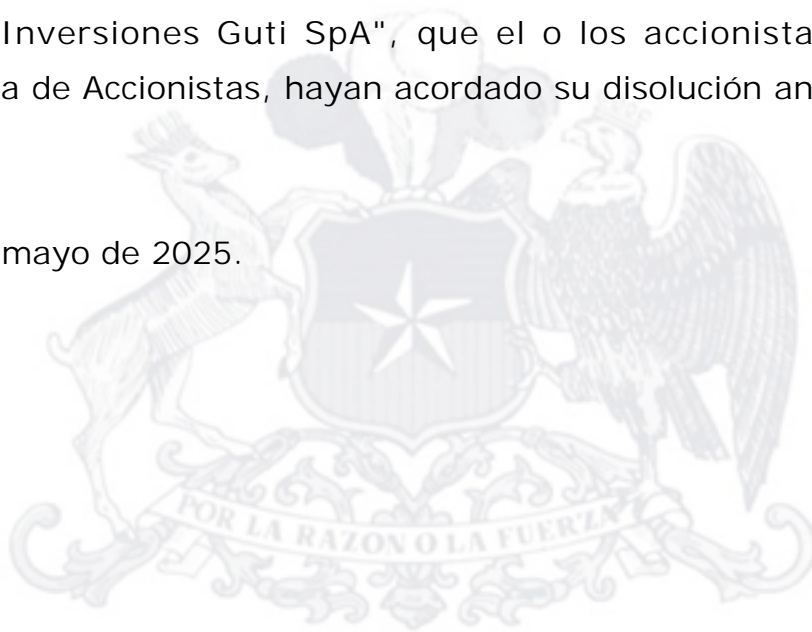 Inversiones Guti SpA", que el o los accionista
a de Accionistas, hayan acordado su disolución an
mayo de 2025.
POR LA RAZON O LA FUERZA